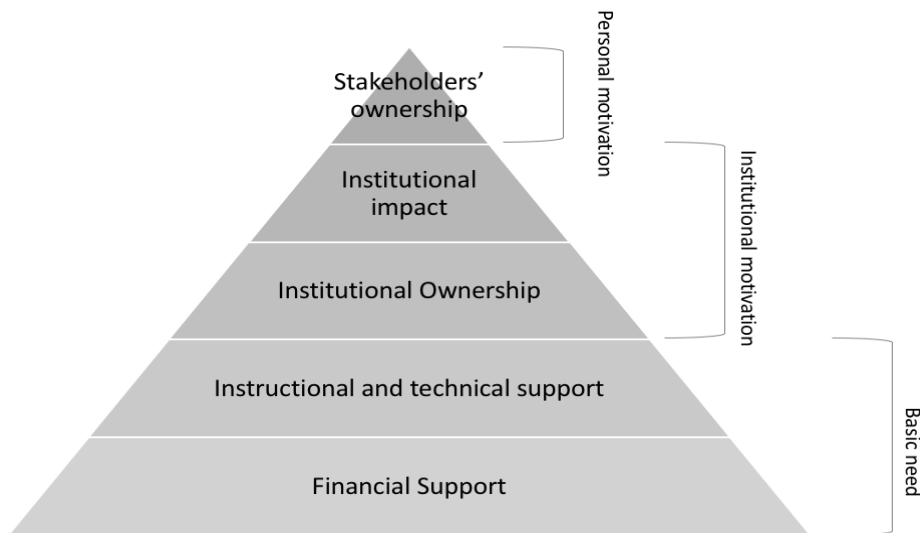 Stakeholders'
ownership
Institutional
impact
Institutional Ownership
Instructional and technical support
Financial Support
Personal motivation
Institutional motivation
Basic need